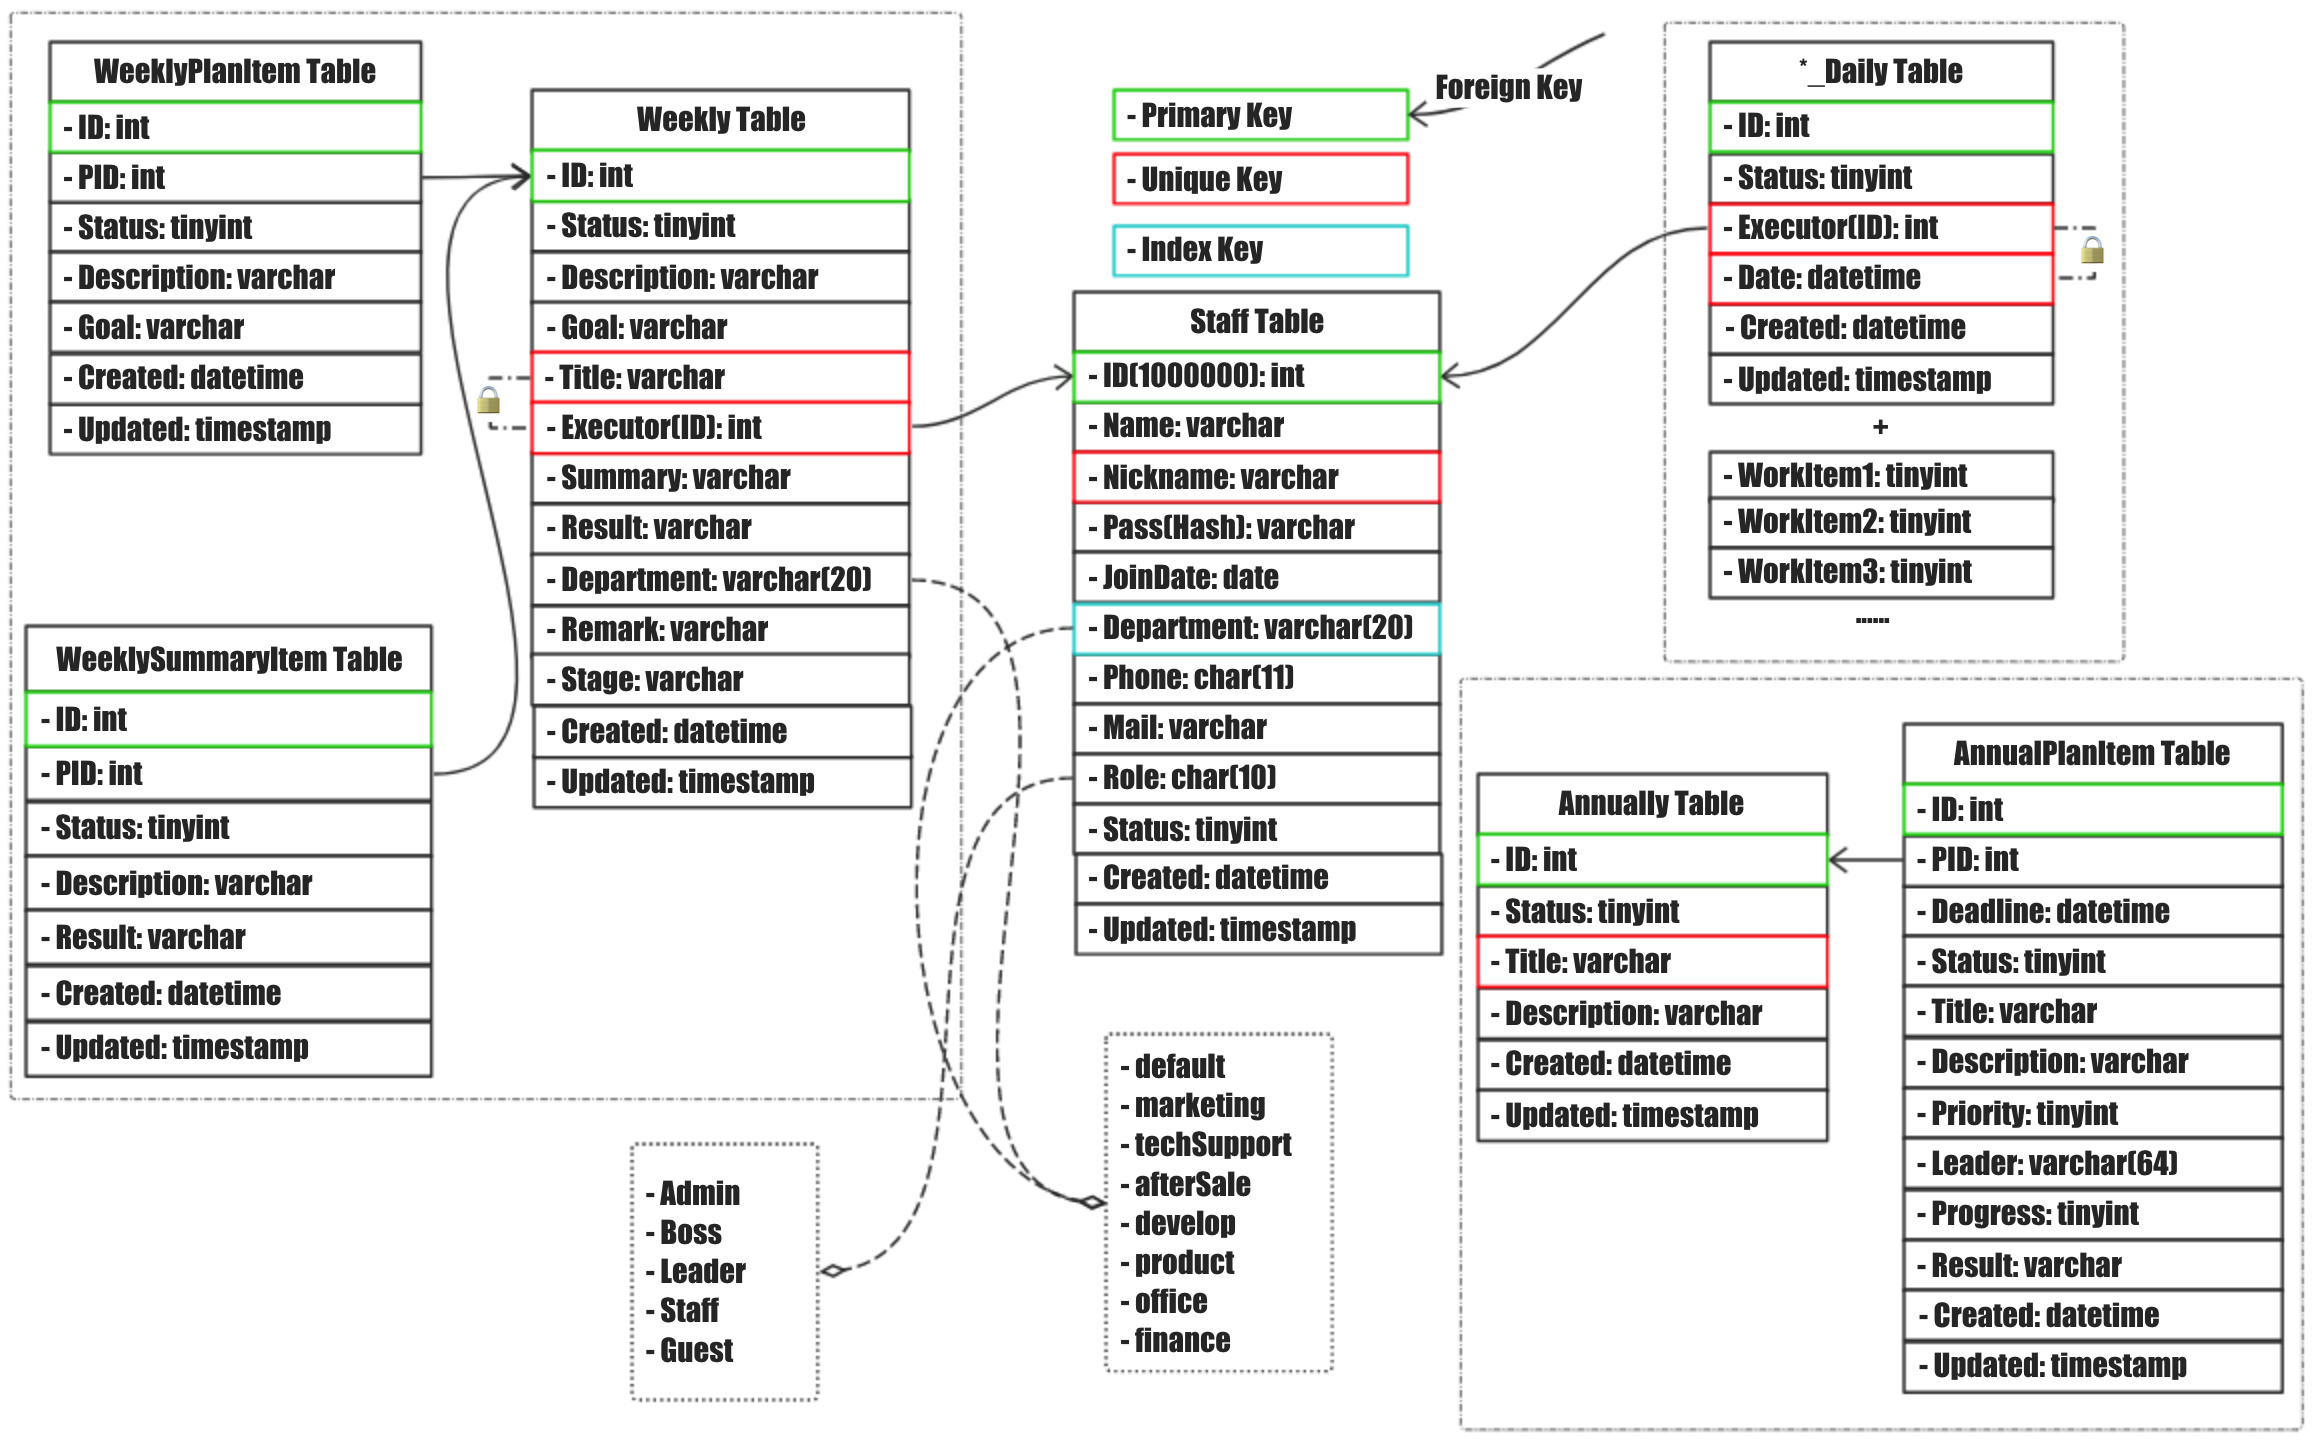 WeeklyPlanItem Table
- ID: int
- PID: int
- Status: tinyint
- Description: varchar
- Goal: varchar
- Created: datetime
- Updated: timestamp
WeeklySummaryItem Table
- ID: int
- PID: int
- Status: tinyint
- Description: varchar
- Result: varchar
- Created: datetime
- Updated: timestamp
Weekly Table
- ID: int
- Status: tinyint
- Description: varchar
- Goal: varchar
- Title: varchar
- Executor(ID): int
- Summary: varchar
- Result: varchar
- Department: varchar(20)
- Remark: varchar
- Stage: varchar
- Created: datetime
- Updated: timestamp
Foreign Key
- Primary Key
- Unique Key
- Index Key
Staff Table
- ID(1000000): int
- Name: varchar
- Nickname: varchar
- Pass(Hash): varchar
- JoinDate: date
- Department: varchar(20)
- Phone: char(11)
- Mail: varchar
- Role: char(10)
- Status: tinyint
- Created: datetime
- Updated: timestamp
- Admin
- Boss
- Leader
- Staff
- Guest
- default
- marketing
- techSupport
- afterSale
- develop
- product
- office
- finance
*_Daily Table
- ID: int
- Status: tinyint
- Executor(ID): int
- Date: datetime
- Created: datetime
- Updated: timestamp
+
- WorkItem1: tinyint
- WorkItem2: tinyint
- WorkItem3: tinyint
......
Annually Table
- ID: int
- Status: tinyint
- Title: varchar
- Description: varchar
- Created: datetime
- Updated: timestamp
AnnualPlanItem Table
- ID: int
- PID: int
- Deadline: datetime
- Status: tinyint
- Title: varchar
- Description: varchar
- Priority: tinyint
- Leader: varchar(64)
- Progress: tinyint
- Result: varchar
- Created: datetime
- Updated: timestamp